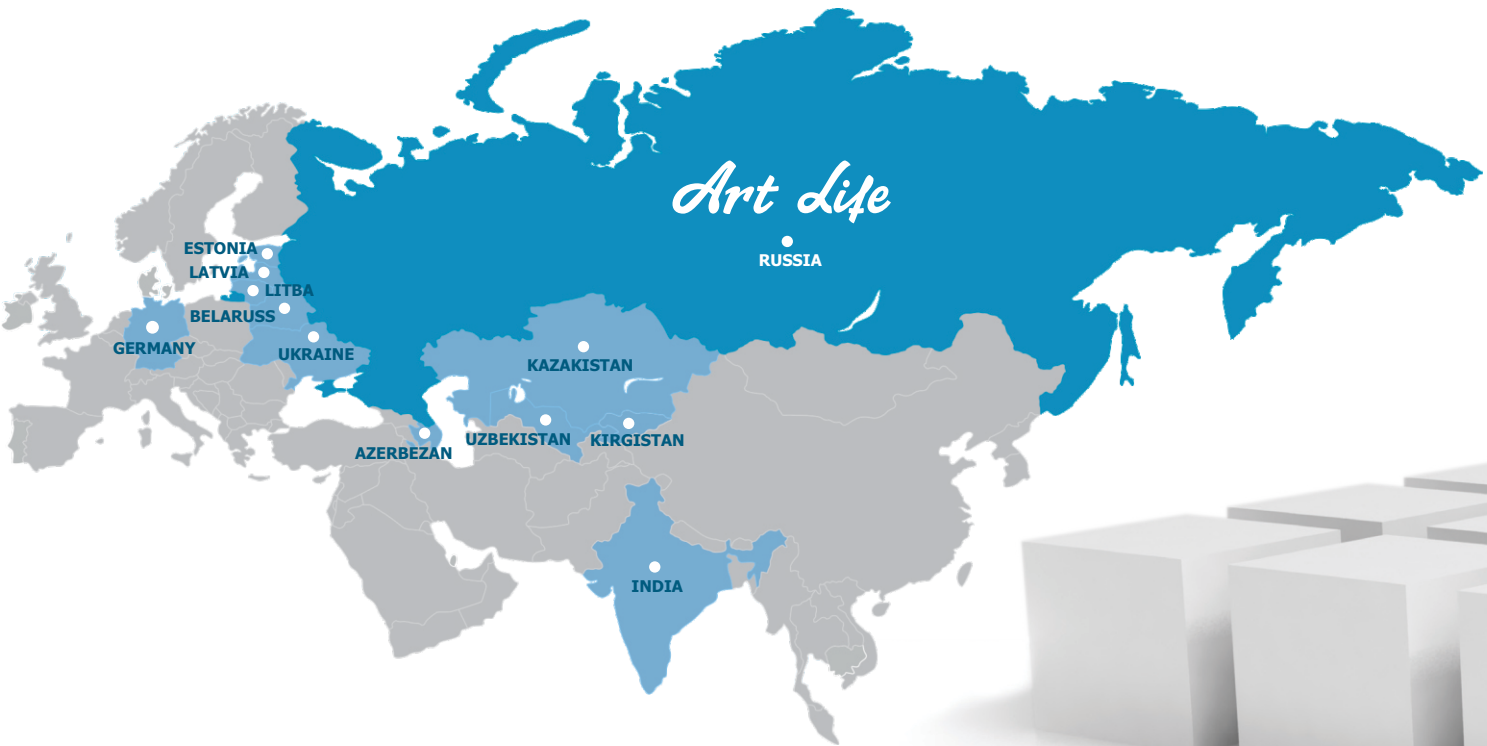 Art Life
RUSSIA
ESTONIA
LATVIA
LITBA
BELARUSS
GERMANY
UKRAINE
KAZAKISTAN
AZERBEZAN
UZBEKISTAN
KIRGISTAN
INDIA